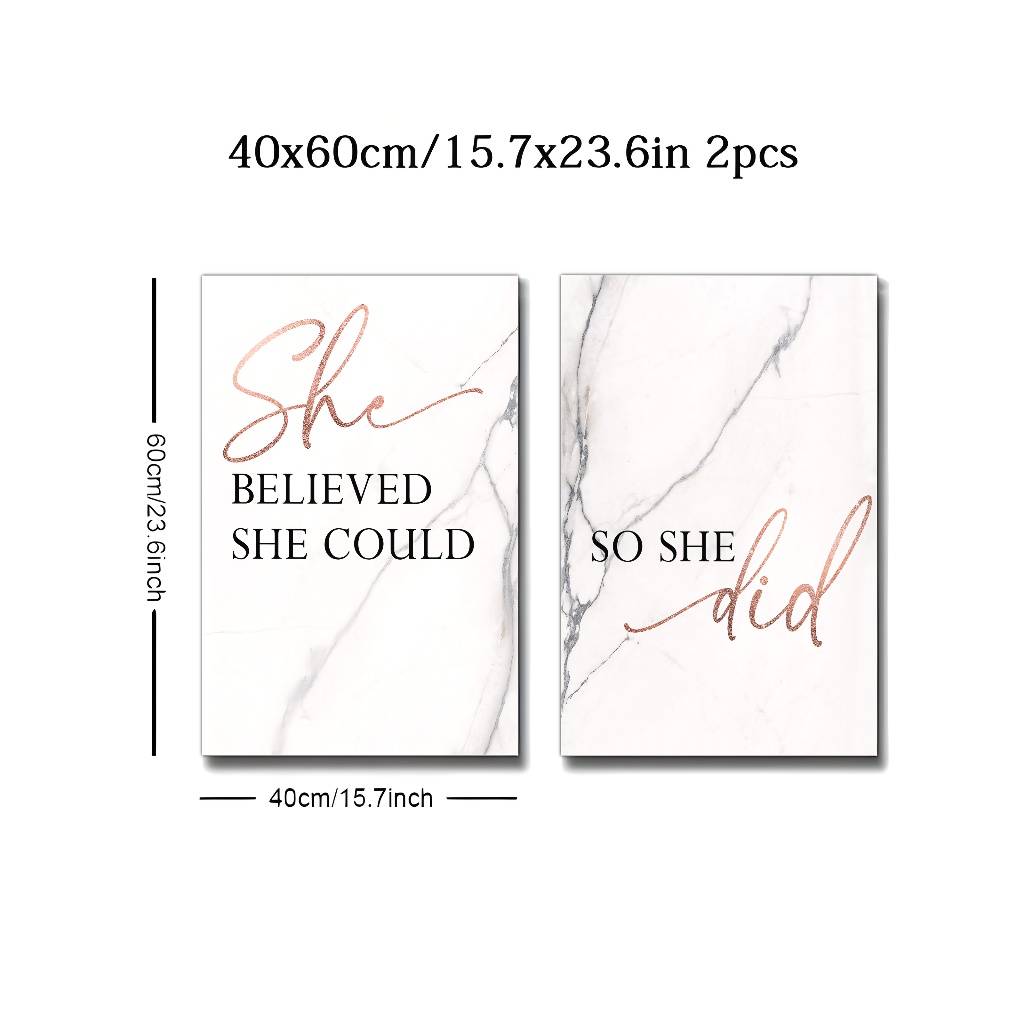 40x60cm/15.7x23.6in 2pcs
She
BELIEVED
SHE COULD
SO SHE
did
60cm/23.6inch
40cm/15.7inch